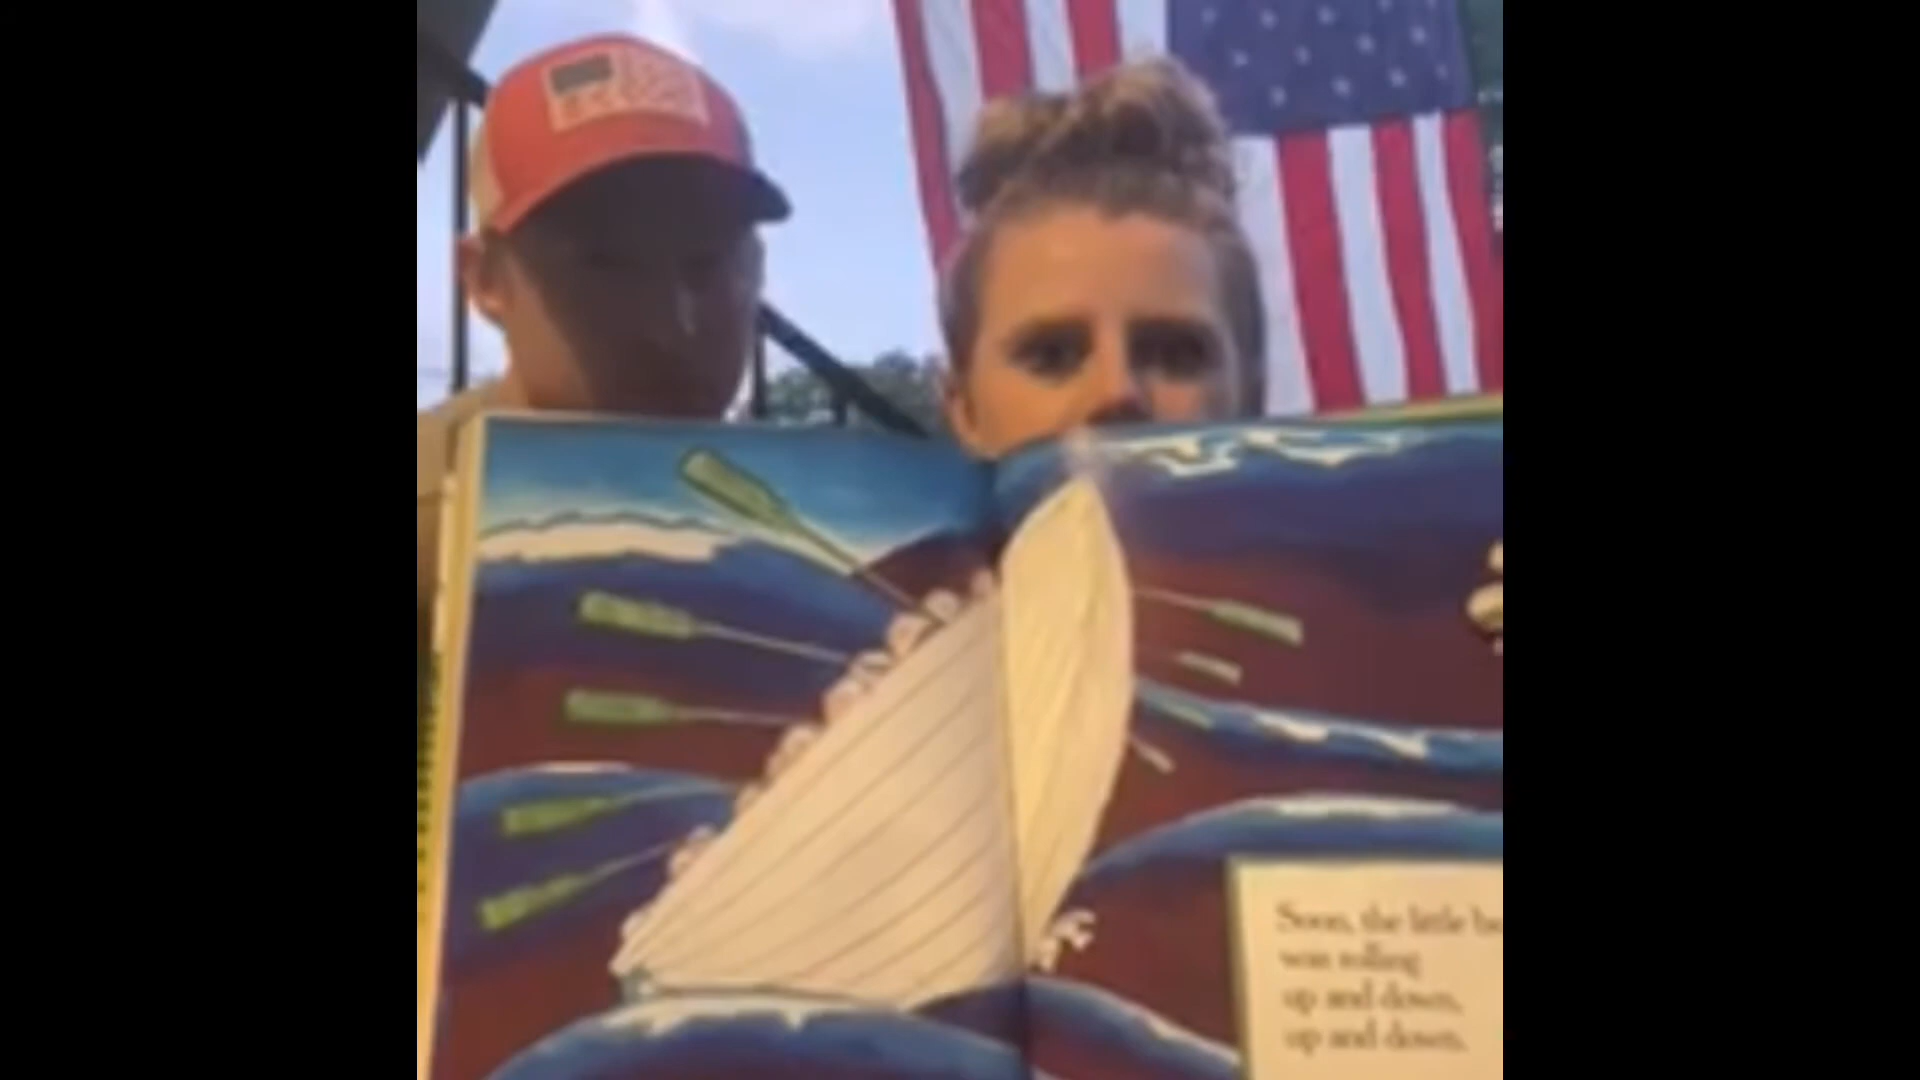 Soon, the little
was rolling
up and down,
up and down.